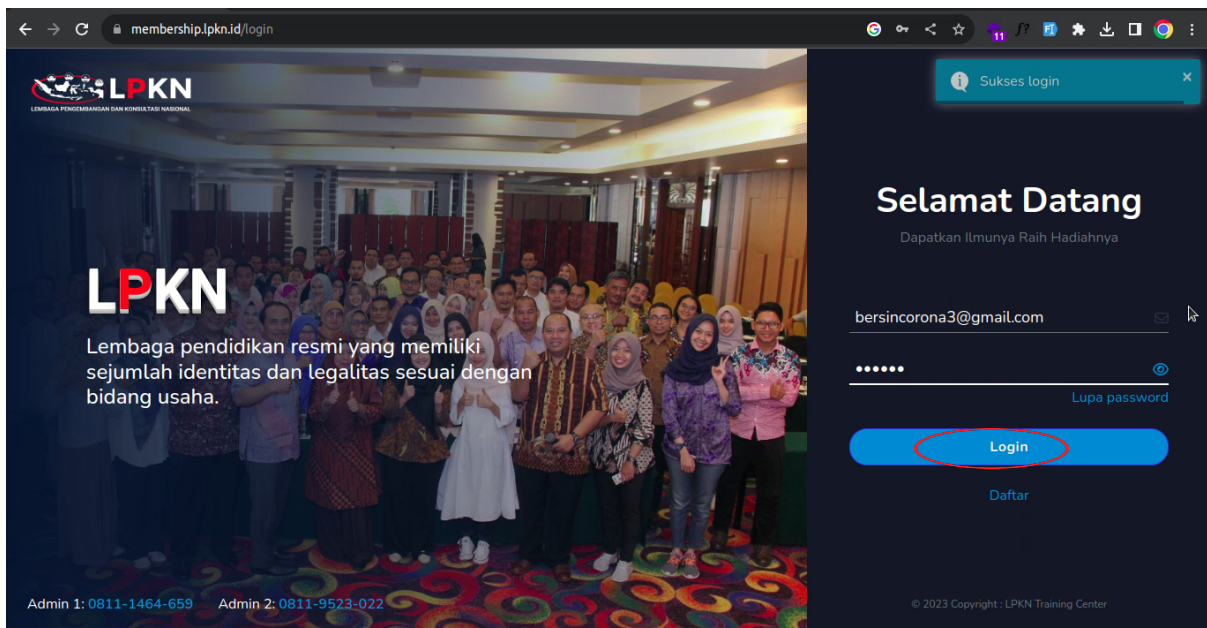 membership.lpkn.id/login
11
LPKN
LEMBAGA PENGEMBANGAN DAN KONSULTASI NASIONAL
LPKN
Lembaga pendidikan resmi yang memiliki
sejumlah identitas dan legalitas sesuai dengan
bidang usaha.
Admin 1: 0811-1464-659 Admin 2: 0811-9523-022
Sukses login
Selamat Datang
Dapatkan Ilmunya Raih Hadiahnya
bersincorona3@gmail.com
••••••
Lupa password
Login
Daftar
© 2023 Copyright : LPKN Training Center